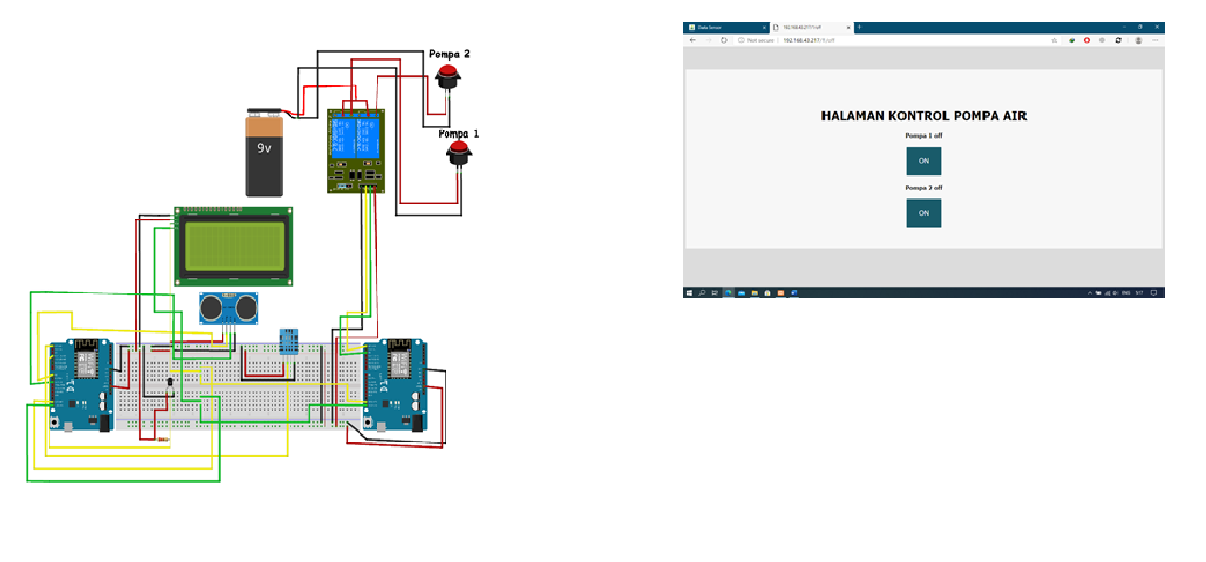 Pompa 2
Pompa 1
9v
Data Sensor
192.168.43.217/1/off
Not secure
192.168.43.217/1/off
HALAMAN KONTROL POMPA AIR
Pompa 1 off
ON
Pompa 2 off
ON
ENG